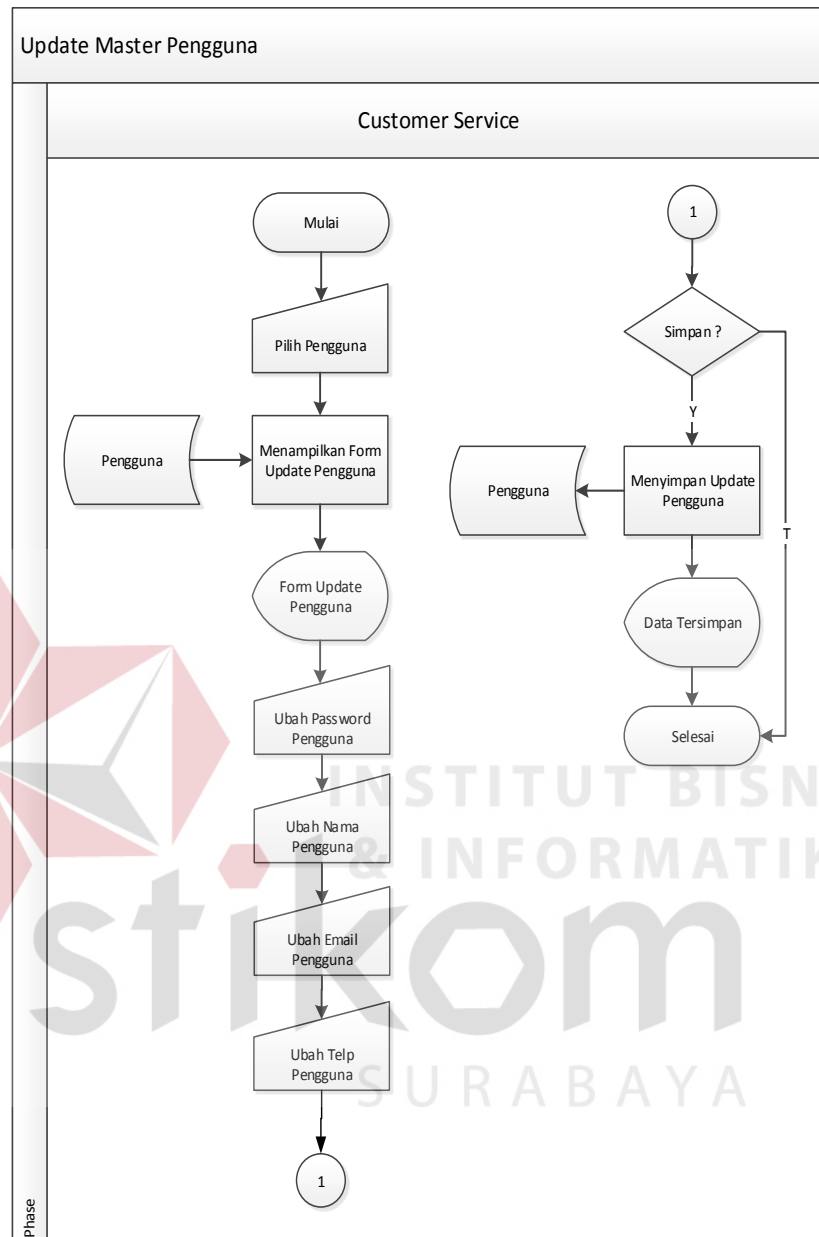 Update Master Pengguna
Customer Service
Phase
Mulai
Pilih Pengguna
Pengguna
Menampilkan Form
Update Pengguna
Form Update
Pengguna
Ubah Password
Pengguna
Ubah Nama
Pengguna
Ubah Email
Pengguna
Ubah Telp
Pengguna
1
1
Simpan ?
Y
T
Menyimpan Update
Pengguna
Pengguna
Data Tersimpan
Selesai
INSTITUT BISN
& INFORMATIK
stikom
SURABAYA